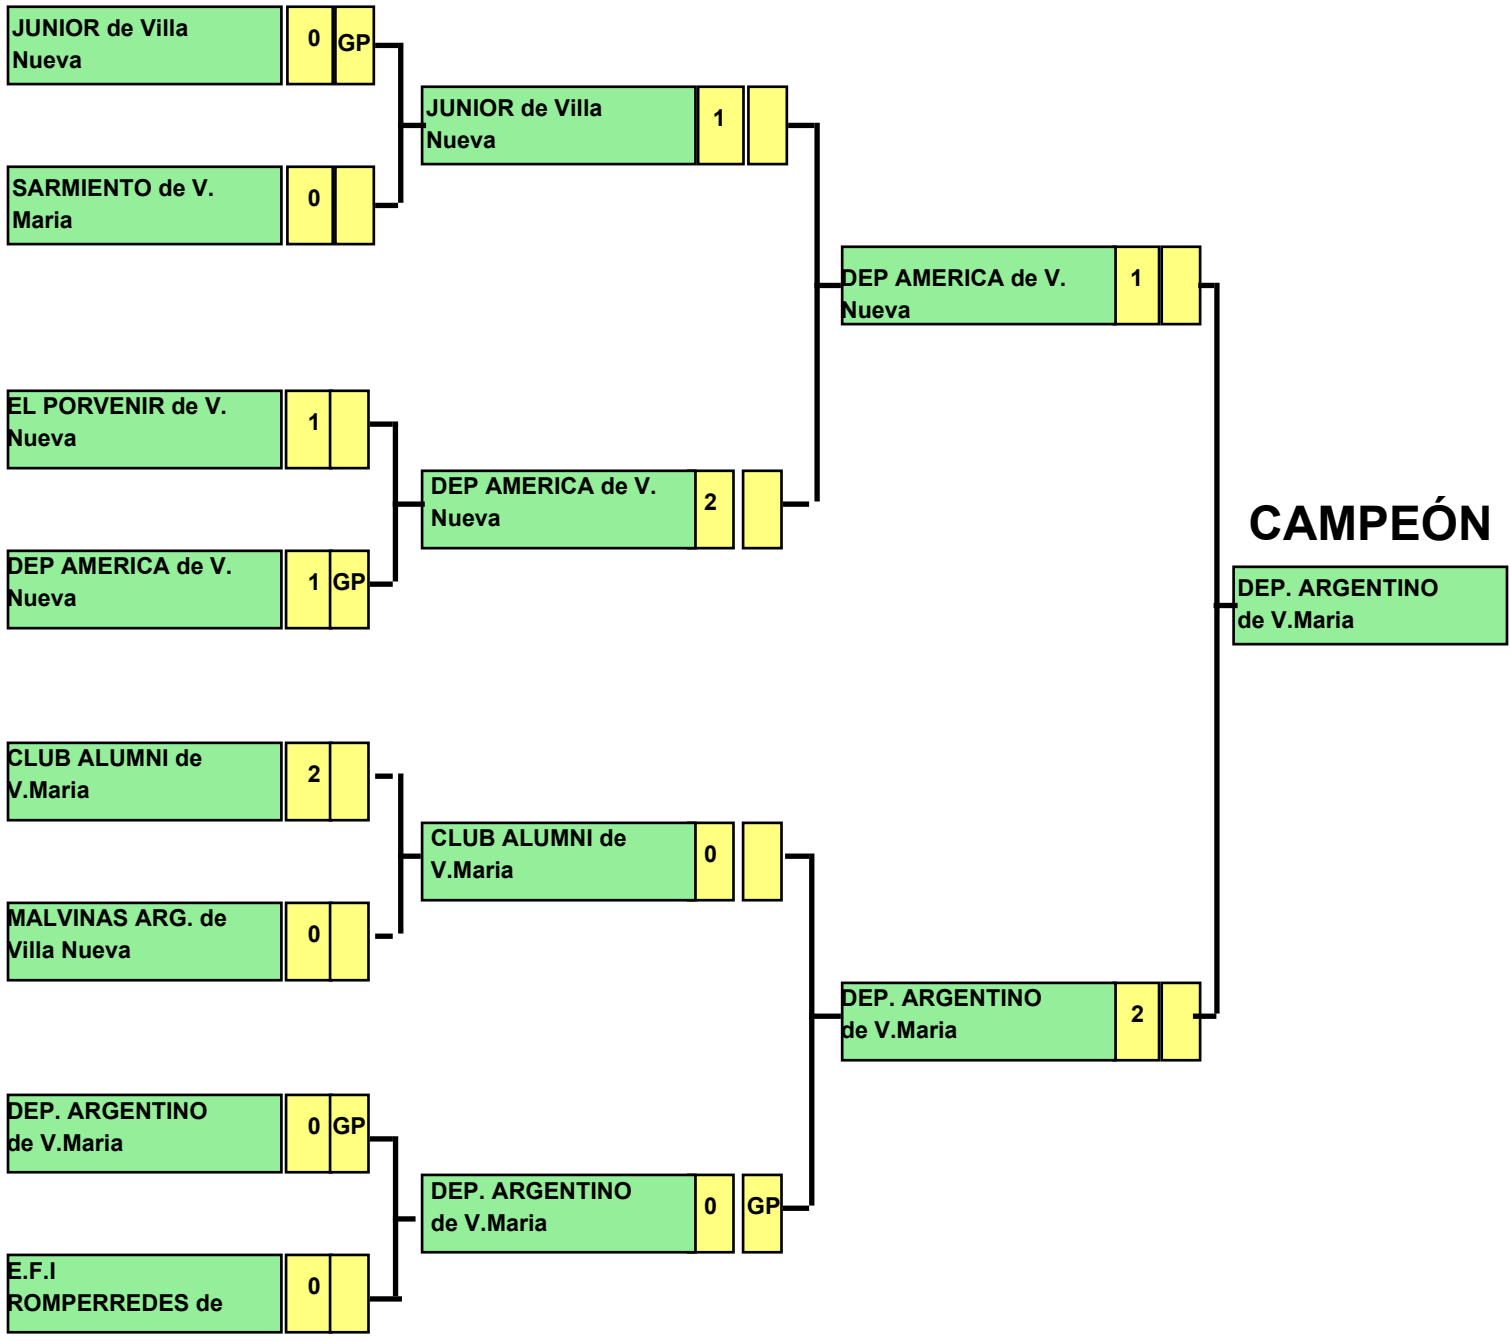 JUNIOR de Villa
Nueva
0 GP
SARMIENTO de V.
Maria
0
EL PORVENIR de V.
Nueva
1
DEP AMERICA de V.
Nueva
1 GP
CLUB ALUMNI de
V.Maria
2
MALVINAS ARG. de
Villa Nueva
0
DEP. ARGENTINO
de V.Maria
0 GP
E.F.I
ROMPERREDES de
0
JUNIOR de Villa
Nueva
1
DEP AMERICA de V.
Nueva
2
CLUB ALUMNI de
V.Maria
0
DEP. ARGENTINO
de V.Maria
0 GP
DEP AMERICA de V.
Nueva
1
DEP. ARGENTINO
de V.Maria
2
CAMPEÓN
DEP. ARGENTINO
de V.Maria